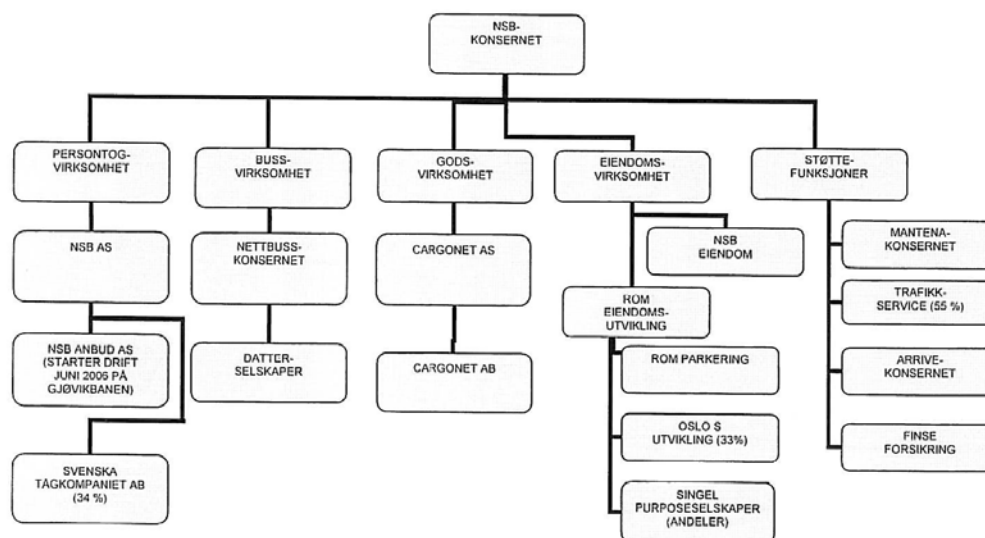 NSB-
KONSERNET
PERSONTOG-
VIRKSOMHET
BUSS-
VIRKSOMHET
GODS-
VIRKSOMHET
EIENDOMS-
VIRKSOMHET
STØTTE-
FUNKSJONER
NSB AS
NETTBUSS-
KONSERNET
CARGONET AS
NSB
EIENDOM
MANTENA-
KONSERNET
ROM
EIENDOMS-
UTVIKLING
TRAFIKK-
SERVICE (55 %)
NSB ANBUD AS
(STARTER DRIFT
JUNI 2006 PÅ
GJØVIKBANEN)
DATTER-
SELSKAPER
CARGONET AB
ROM PARKERING
ARRIVE-
KONSERNET
OSLO S
UTVIKLING (33%)
FINSE
FORSIKRING
SVENSKA
TAGKOMPANIET AB
(34 %)
SINGEL
PURPOSESELSKAPER
(ANDELER)